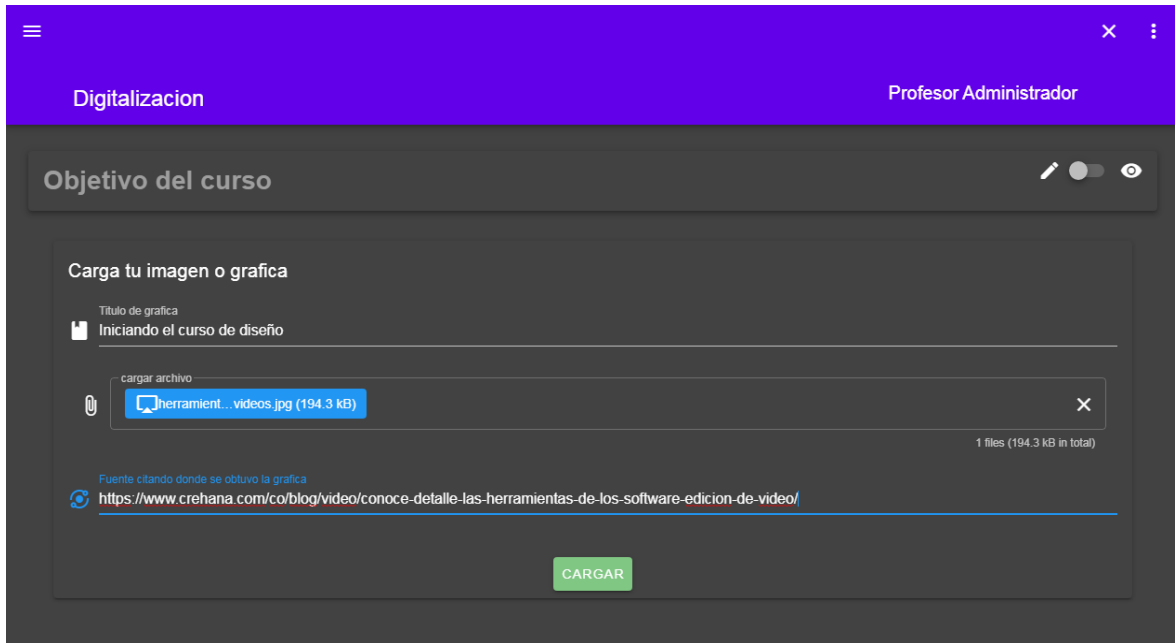 Digitalizacion
Profesor Administrador
Objetivo del curso
Carga tu imagen o grafica
Titulo de grafica
Iniciando el curso de diseño
cargar archivo
herramient…videos.jpg (194.3 kB)
1 files (194.3 kB in total)
Fuente citando donde se obtuvo la grafica
https://www.crehana.com/co/blog/video/conoce-detalle-las-herramientas-de-los-software-edicion-de-video/
CARGAR